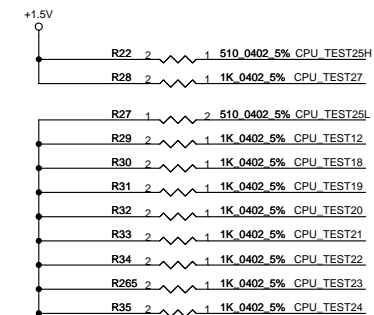 +1.5V
R22 2 1 510_0402_5% CPU_TEST25H
R28 2 1 1K_0402_5% CPU_TEST27
R27 1 2 510_0402_5% CPU_TEST25L
R29 2 1 1K_0402_5% CPU_TEST12
R30 2 1 1K_0402_5% CPU_TEST18
R31 2 1 1K_0402_5% CPU_TEST19
R32 2 1 1K_0402_5% CPU_TEST20
R33 2 1 1K_0402_5% CPU_TEST21
R34 2 1 1K_0402_5% CPU_TEST22
R265 2 1 1K_0402_5% CPU_TEST23
R35 2 1 1K_0402_5% CPU_TEST24